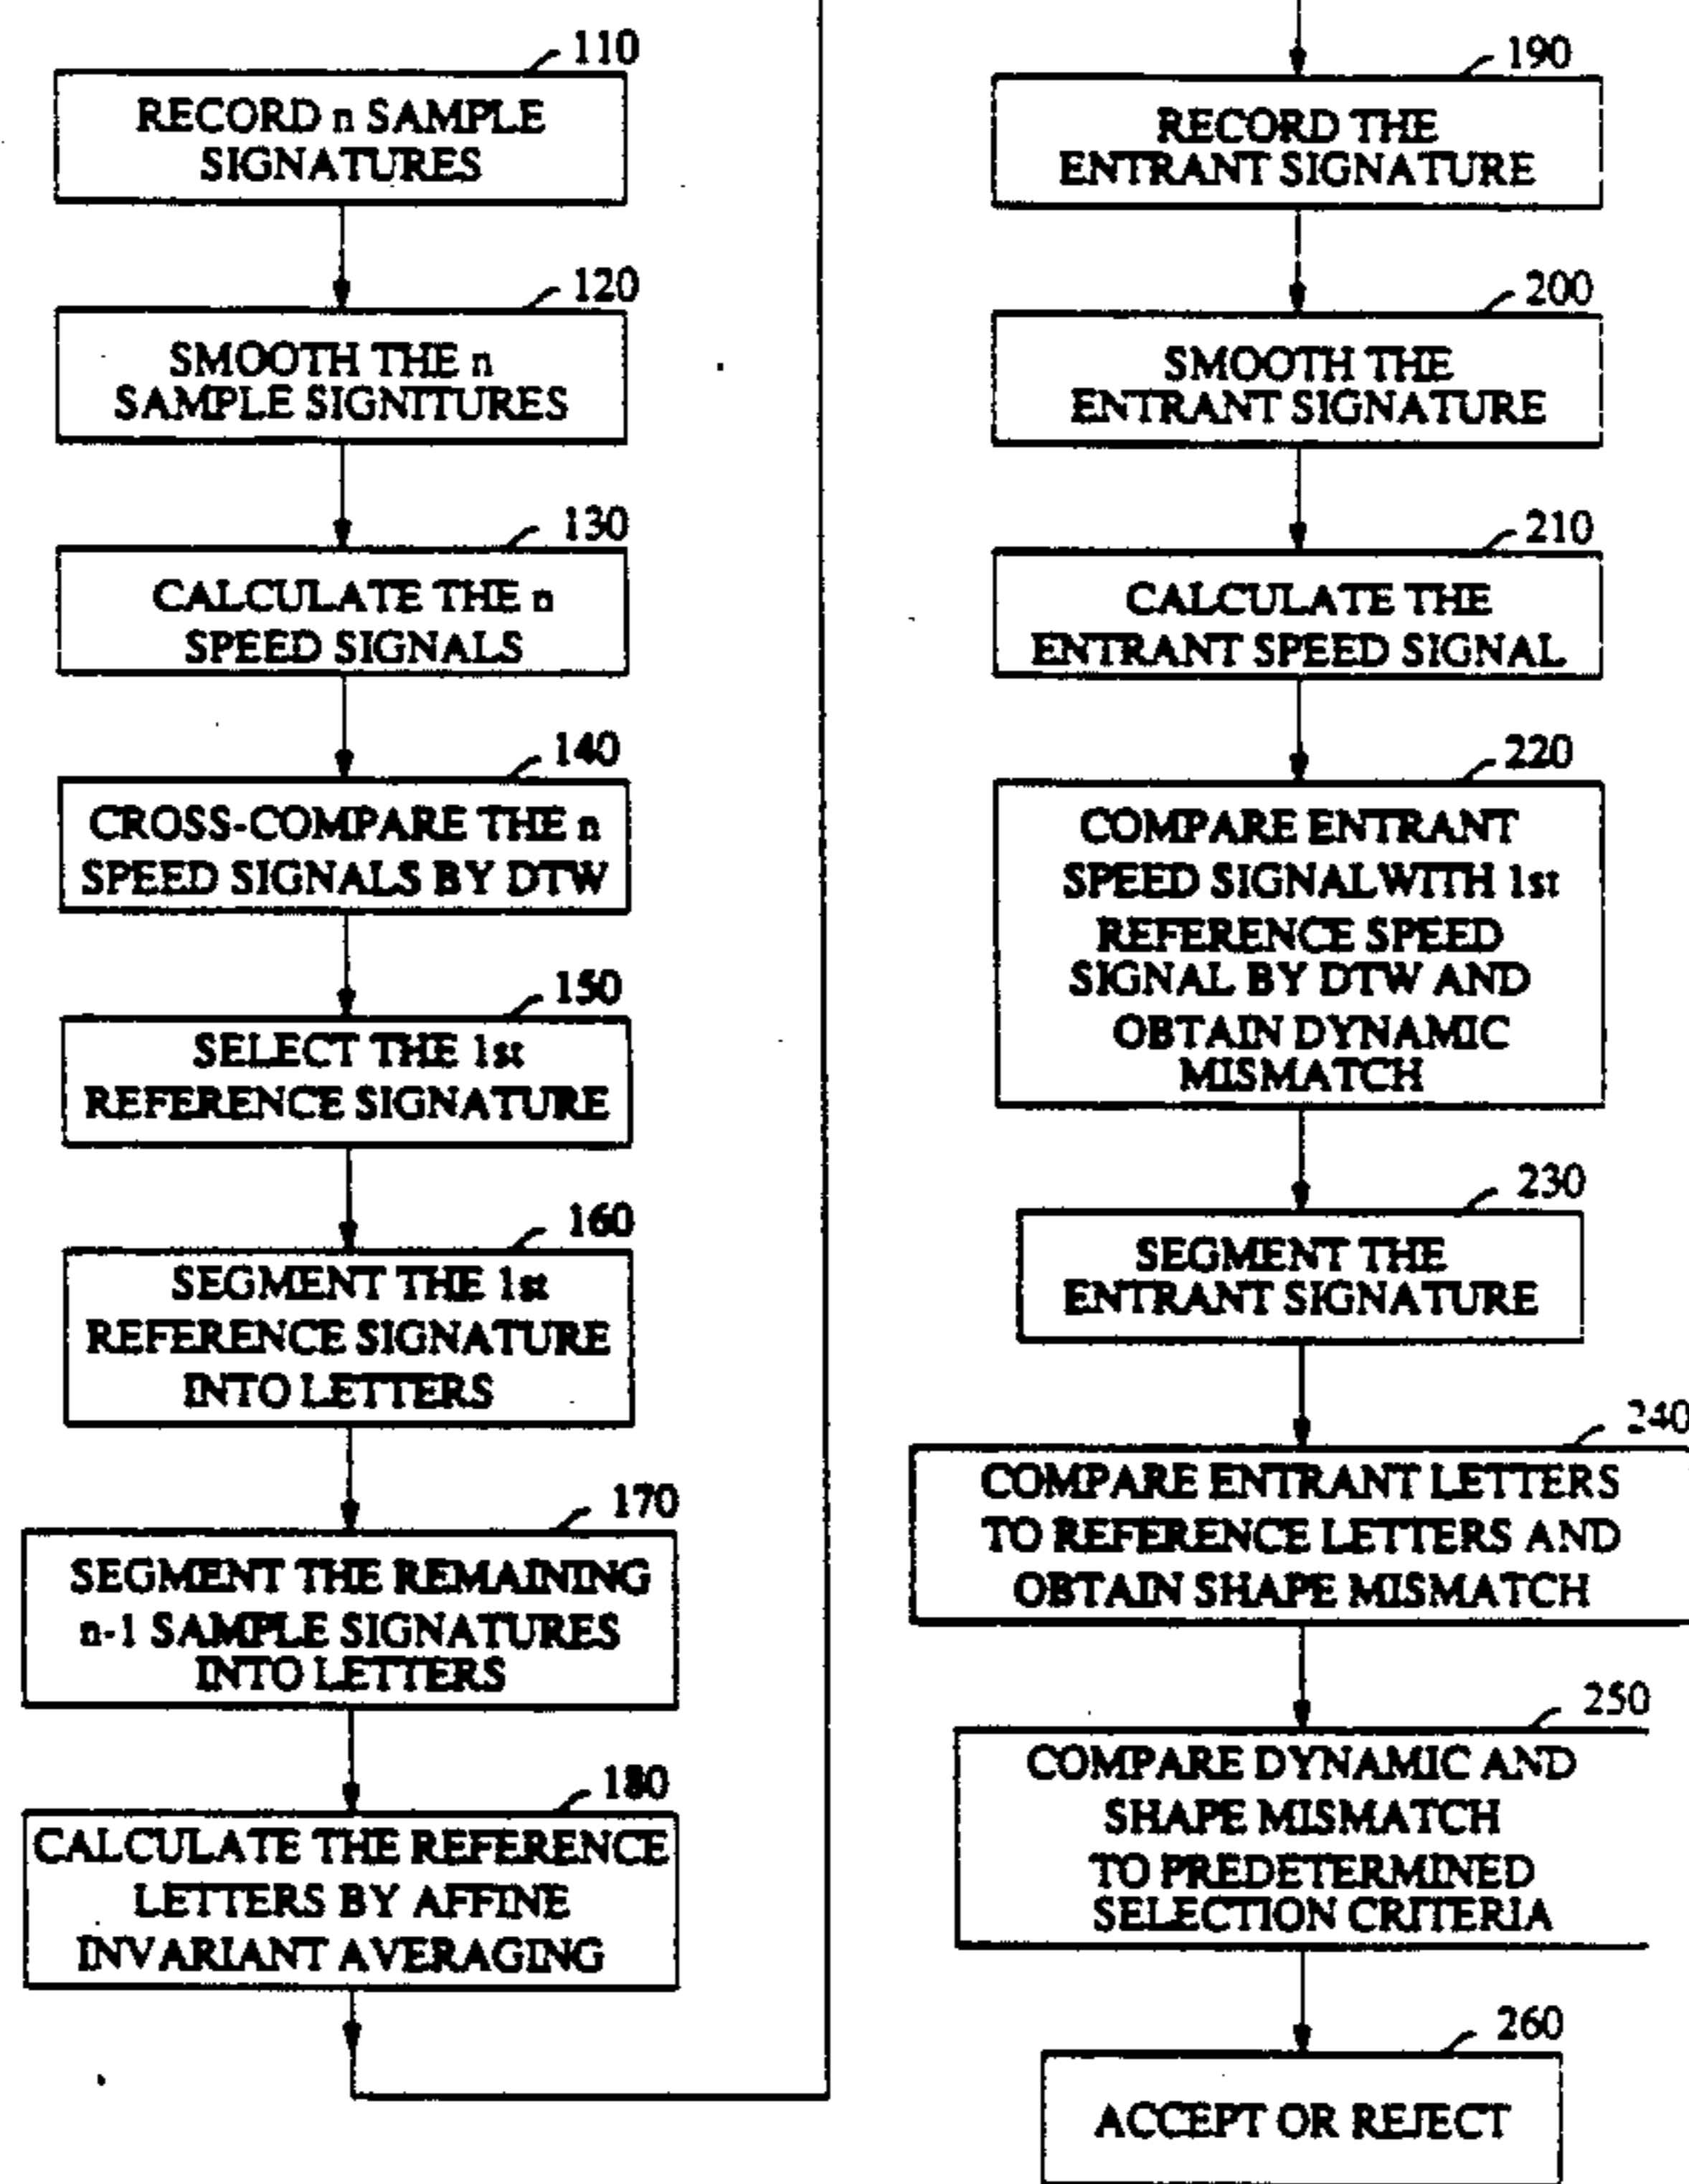 110
RECORD n SAMPLE
SIGNATURES
120
SMOOTH THE n
SAMPLE SIGNITURES
130
CALCULATE THE n
SPEED SIGNALS
140
CROSS-COMPARE THE n
SPEED SIGNALS BY DTW
150
SELECT THE 1st
REFERENCE SIGNATURE
160
SEGMENT THE 1st
REFERENCE SIGNATURE
INTO LETTERS
170
SEGMENT THE REMAINING
n-1 SAMPLE SIGNATURES
INTO LETTERS
180
CALCULATE THE REFERENCE
LETTERS BY AFFINE
INVARIANT AVERAGING
190
RECORD THE
ENTRANT SIGNATURE
200
SMOOTH THE
ENTRANT SIGNATURE
210
CALCULATE THE
ENTRANT SPEED SIGNAL
220
COMPARE ENTRANT
SPEED SIGNALWITH 1st
REFERENCE SPEED
SIGNAL BY DTW AND
OBTAIN DYNAMIC
MISMATCH
230
SEGMENT THE
ENTRANT SIGNATURE
240
COMPARE ENTRANT LETTERS
TO REFERENCE LETTERS AND
OBTAIN SHAPE MISMATCH
250
COMPARE DYNAMIC AND
SHAPE MISMATCH
TO PREDETERMINED
SELECTION CRITERIA
260
ACCEPT OR REJECT